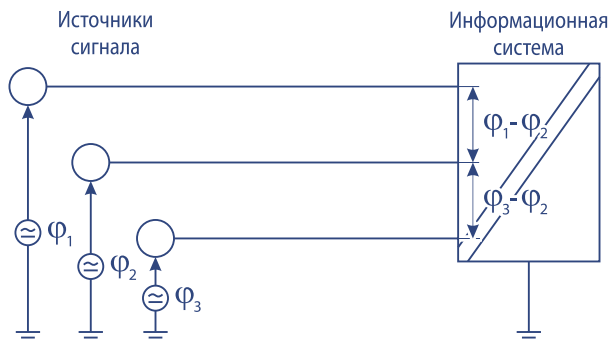 Источники
сигнала
Информационная
система
φ₁-φ₂
φ₃-φ₂
φ₁
φ₂
φ₃